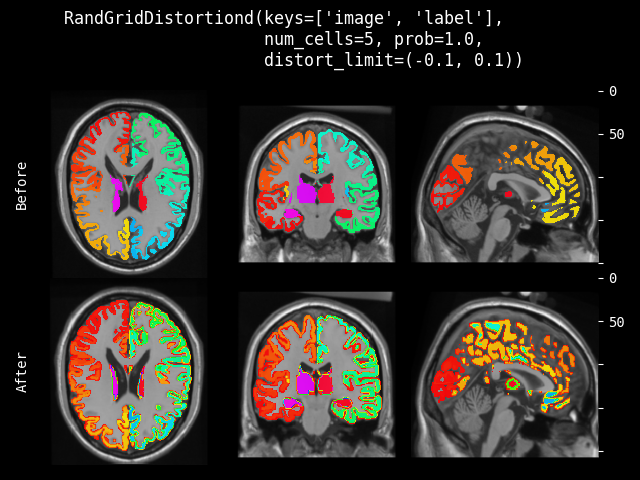 RandGridDistortiond(keys=['image', 'label'],
num_cells=5, prob=1.0,
distort_limit=(-0.1, 0.1))
0
50
Before
0
50
After